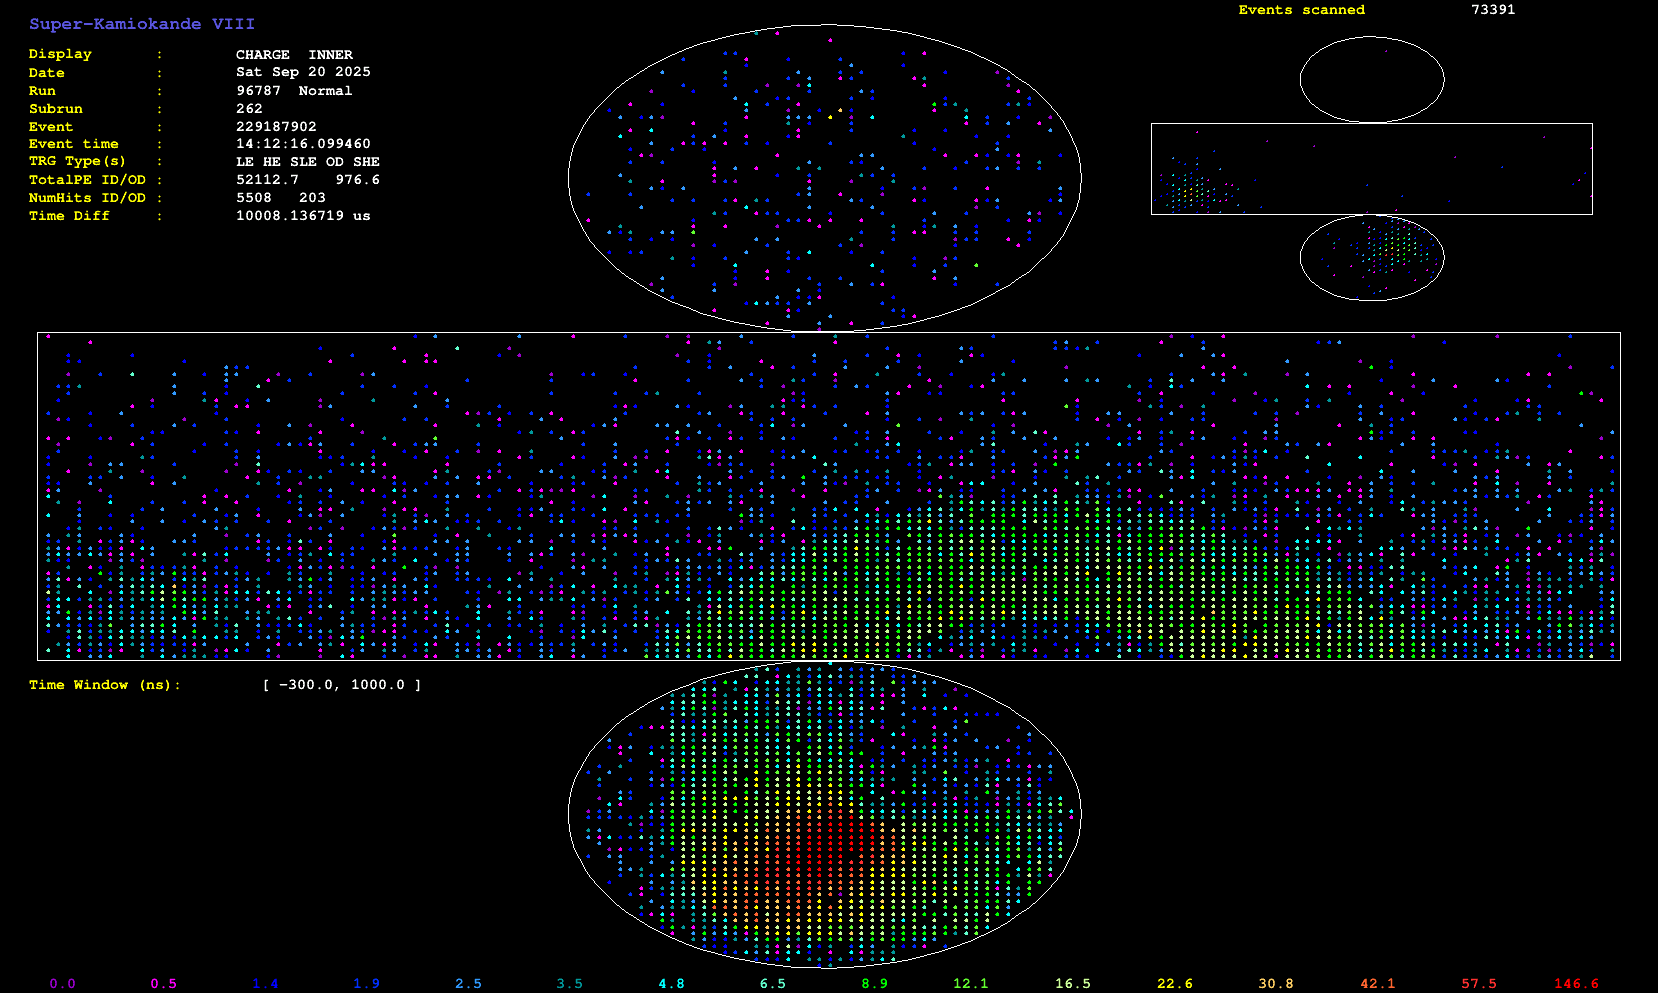 Super-Kamiokande VIII
Display : CHARGE INNER
Date : Sat Sep 20 2025
Run : 96787 Normal
Subrun : 262
Event : 229187902
Event time : 14:12:16.099460
TRG Type(s) : LE HE SLE OD SHE
TotalPE ID/OD : 52112.7 976.6
NumHits ID/OD : 5508 203
Time Diff : 10008.136719 us
Events scanned 73391
Time Window (ns): [ -300.0, 1000.0 ]
0.0 0.5 1.4 1.9 2.5 3.5 4.8 6.5 8.9 12.1 16.5 22.6 30.8 42.1 57.5 146.6